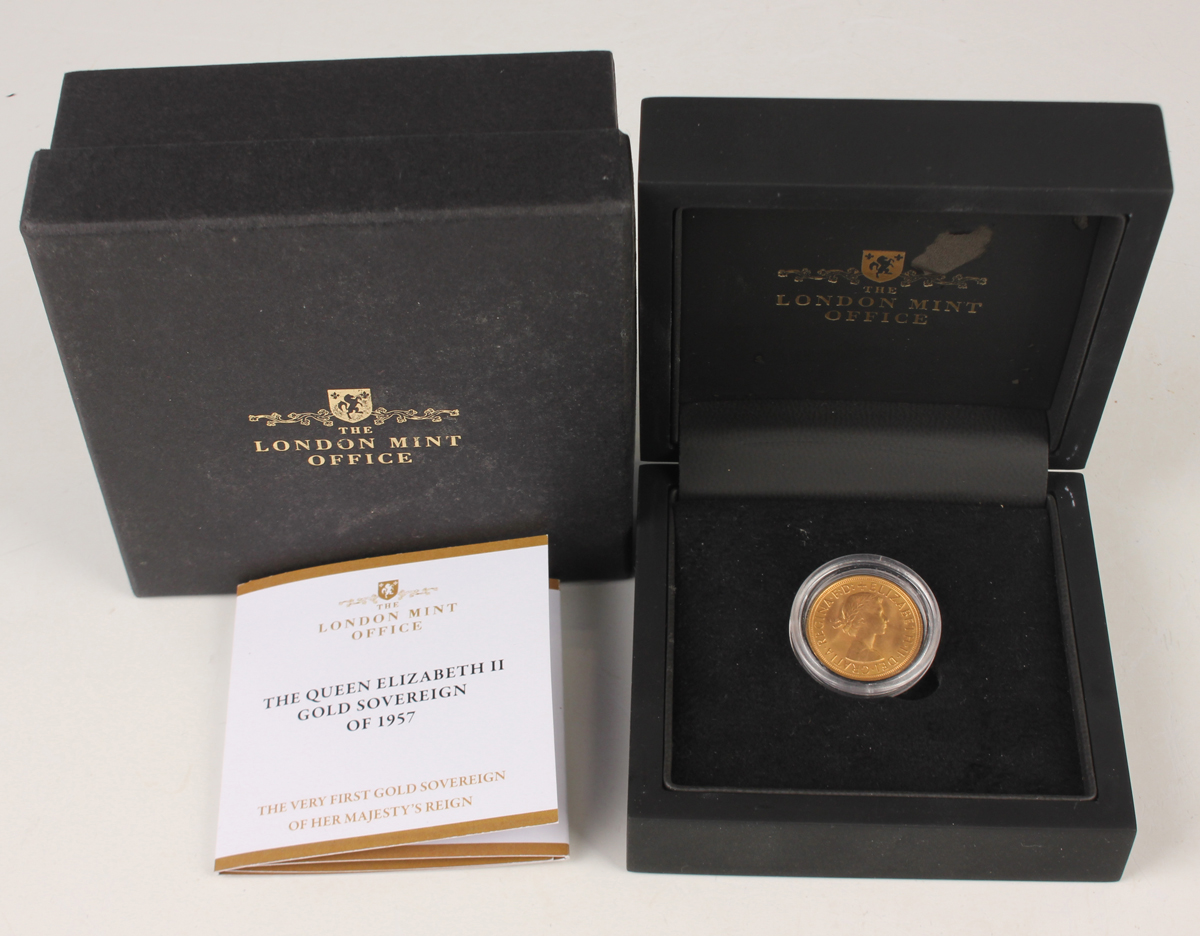 THE
LONDON MINT
OFFICE
THE
LONDON MINT
OFFICE
THE
LONDON MINT
OFFICE
THE QUEEN ELIZABETH II
GOLD SOVEREIGN
OF 1957
THE VERY FIRST GOLD SOVEREIGN
OF HER MAJESTY'S REIGN